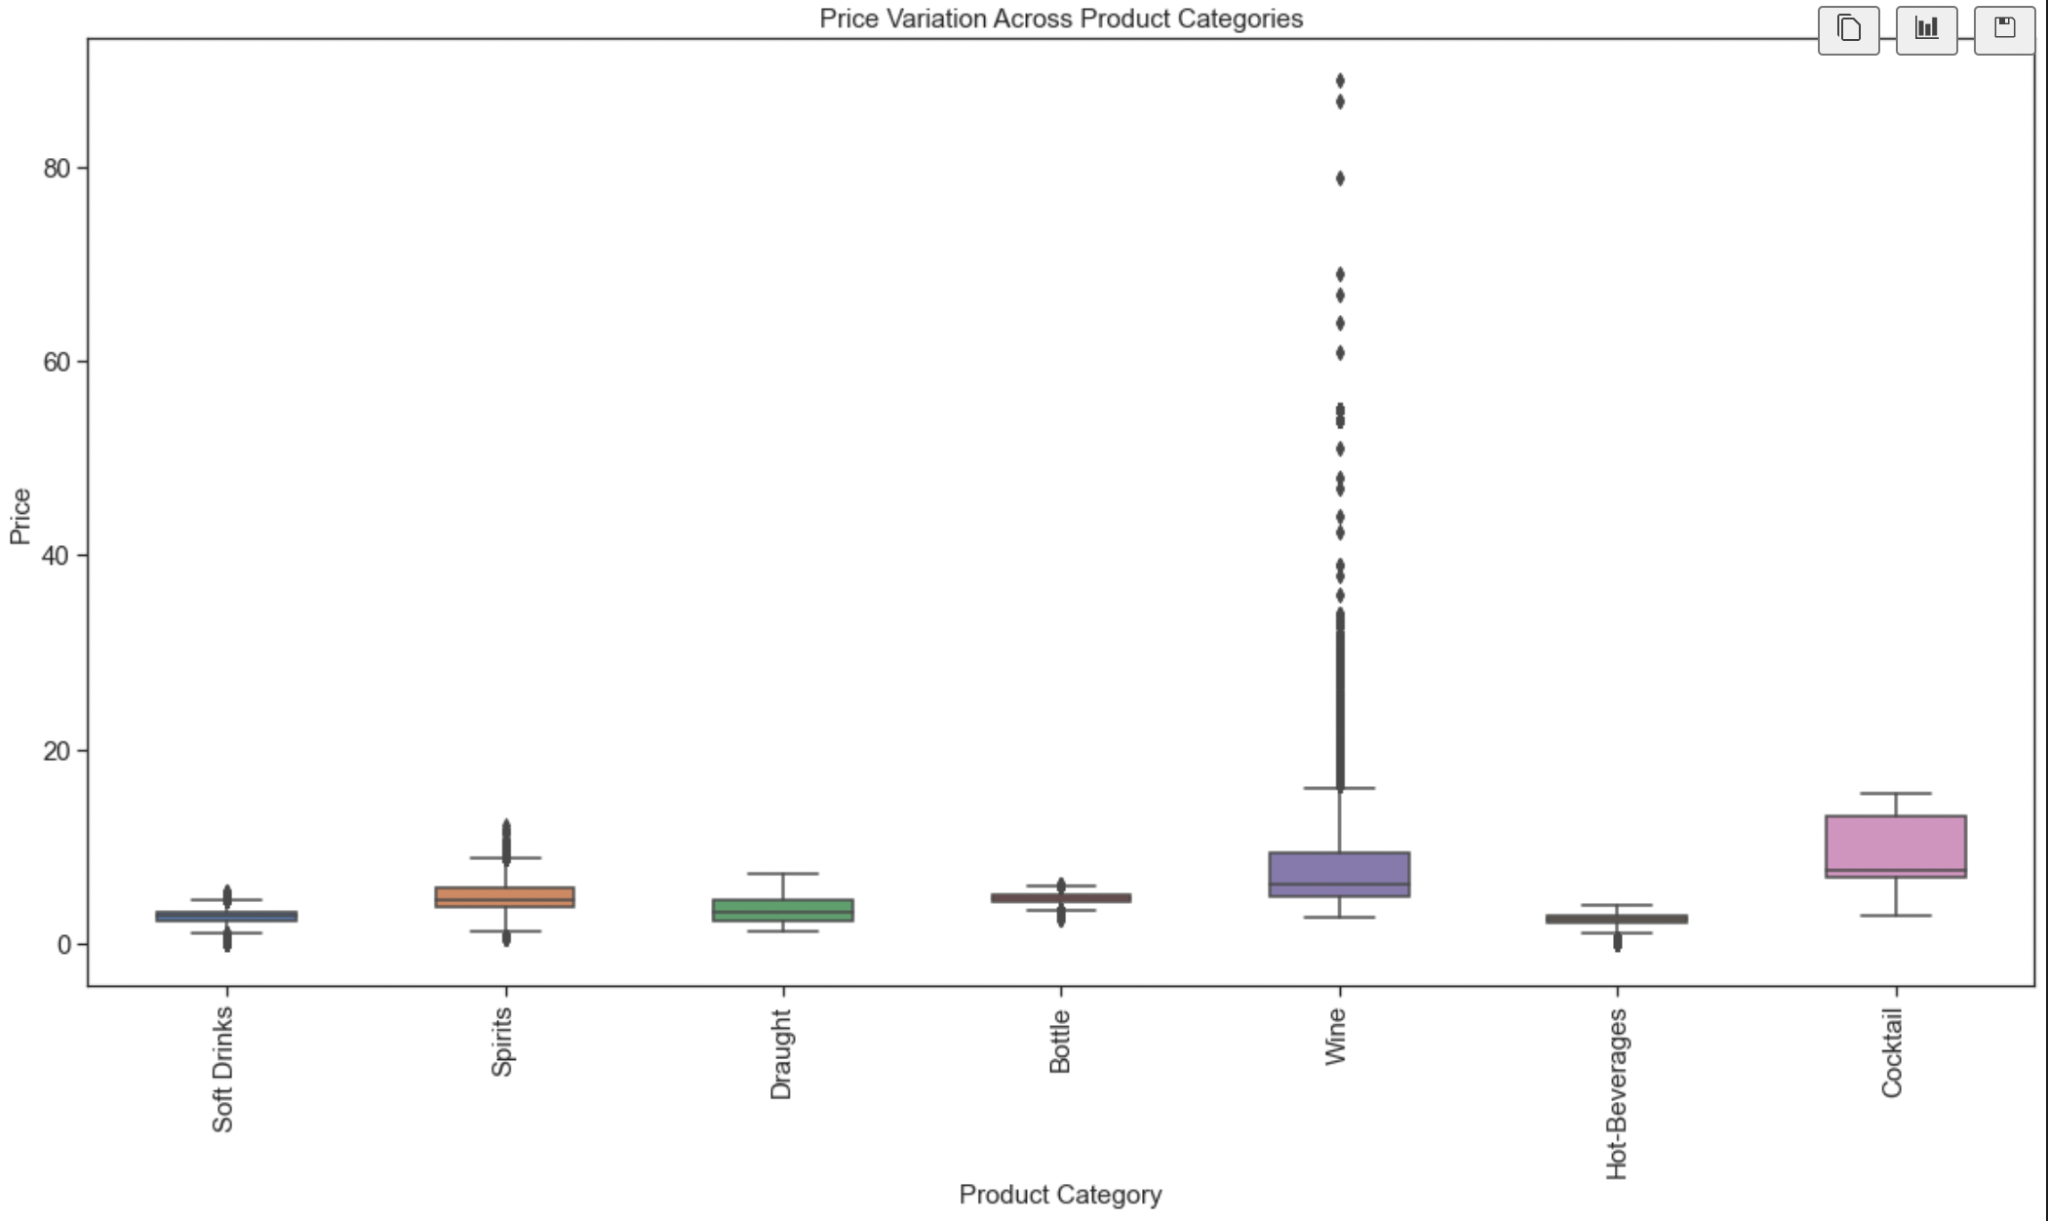 Price Variation Across Product Categories
80
60
40
20
0
Price
Soft Drinks
Spirits
Draught
Bottle
Wine
Hot-Beverages
Cocktail
Product Category